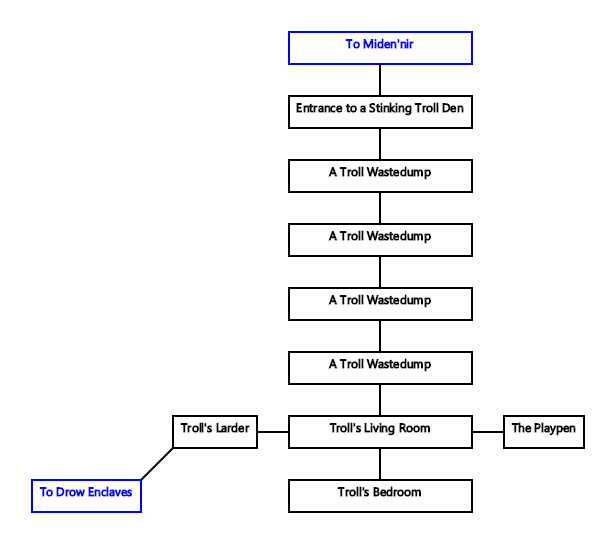 To Miden'nir
Entrance to a Stinking Troll Den
A Troll Wastedump
A Troll Wastedump
A Troll Wastedump
A Troll Wastedump
Troll's Larder
Troll's Living Room
The Playpen
To Drow Enclaves
Troll's Bedroom